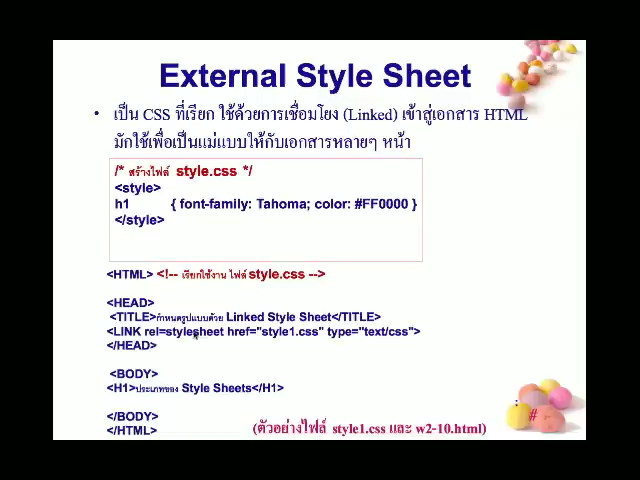 External Style Sheet
• เป็น CSS ที่เรียก ใช้ด้วยการเชื่อมโยง (Linked) เข้าสู่เอกสาร HTML
มักใช้เพื่อเป็นแม่แบบให้กับเอกสารหลายๆ หน้า
/* สร้างไฟล์ style.css */
<style>
h1 { font-family: Tahoma; color: #FF0000 }
</style>
<HTML> <!-- เรียกใช้งาน ไฟล์ style.css -->
<HEAD>
<TITLE>กำหนดรูปแบบด้วย Linked Style Sheet</TITLE>
<LINK rel=stylesheet href="style1.css" type="text/css">
</HEAD>
<BODY>
<H1>ประเภทของ Style Sheets</H1>
</BODY>
</HTML>
(ตัวอย่างไฟล์ style1.css และ w2-10.html)
#